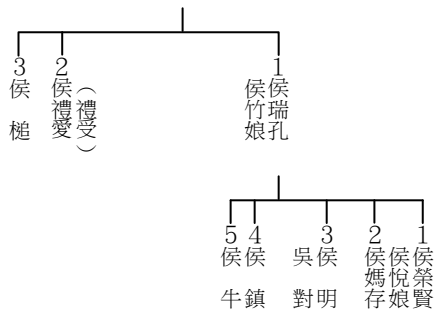 1侯瑞孔
侯竹娘
(禮受)
2侯禮愛
3侯 槌
1侯榮賢
侯悅娘
2侯媽存
3侯 明
吳 對
4侯 鎮
5侯 牛